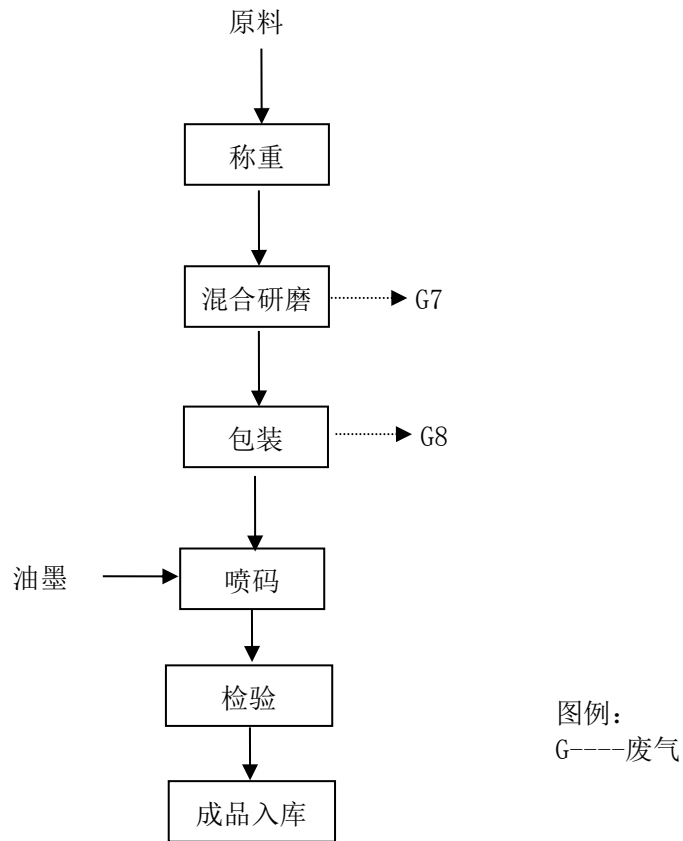 原料
称重
混合研磨
G7
包装
G8
油墨
喷码
检验
图例:
G----废气
成品入库